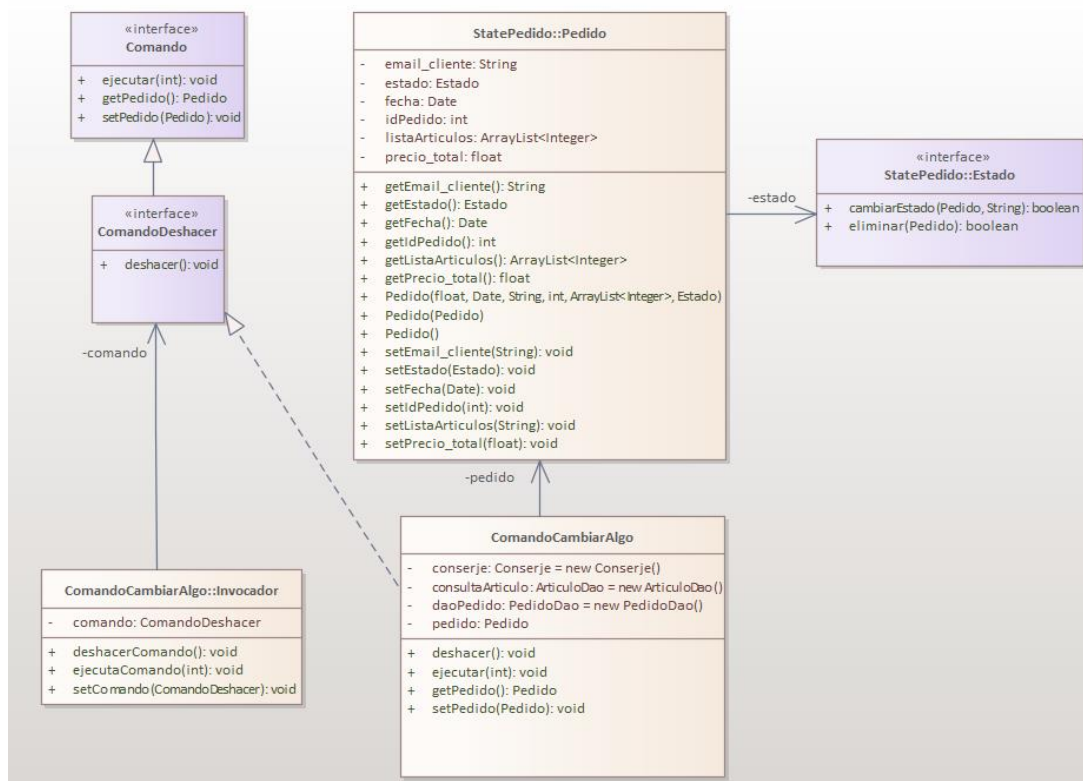 «interface»
Comando
+ ejecutar(int): void
+ getPedido(): Pedido
+ setPedido(Pedido): void
«interface»
ComandoDeshacer
+ deshacer(): void
StatePedido::Pedido
- email_cliente: String
- estado: Estado
- fecha: Date
- idPedido: int
- listaArticulos: ArrayList<Integer>
- precio_total: float
+ getEmail_cliente(): String
+ getEstado(): Estado
+ getFecha(): Date
+ getIdPedido(): int
+ getListaArticulos(): ArrayList<Integer>
+ getPrecio_total(): float
+ Pedido(float, Date, String, int, ArrayList<Integer>, Estado)
+ Pedido(Pedido)
+ Pedido()
+ setEmail_cliente(String): void
+ setEstado(Estado): void
+ setFecha(Date): void
+ setIdPedido(int): void
+ setListaArticulos(String): void
+ setPrecio_total(float): void
-estado
«interface»
StatePedido::Estado
+ cambiarEstado(Pedido, String): boolean
+ eliminar(Pedido): boolean
-comando
-pedido
ComandoCambiarAlgo::Invocador
- comando: ComandoDeshacer
+ deshacerComando(): void
+ ejecutaComando(int): void
+ setComando(ComandoDeshacer): void
ComandoCambiarAlgo
- conserje: Conserje = new Conserje()
- consultaArticulo: ArticuloDao = new ArticuloDao()
- daoPedido: PedidoDao = new PedidoDao()
- pedido: Pedido
+ deshacer(): void
+ ejecutar(int): void
+ getPedido(): Pedido
+ setPedido(Pedido): void